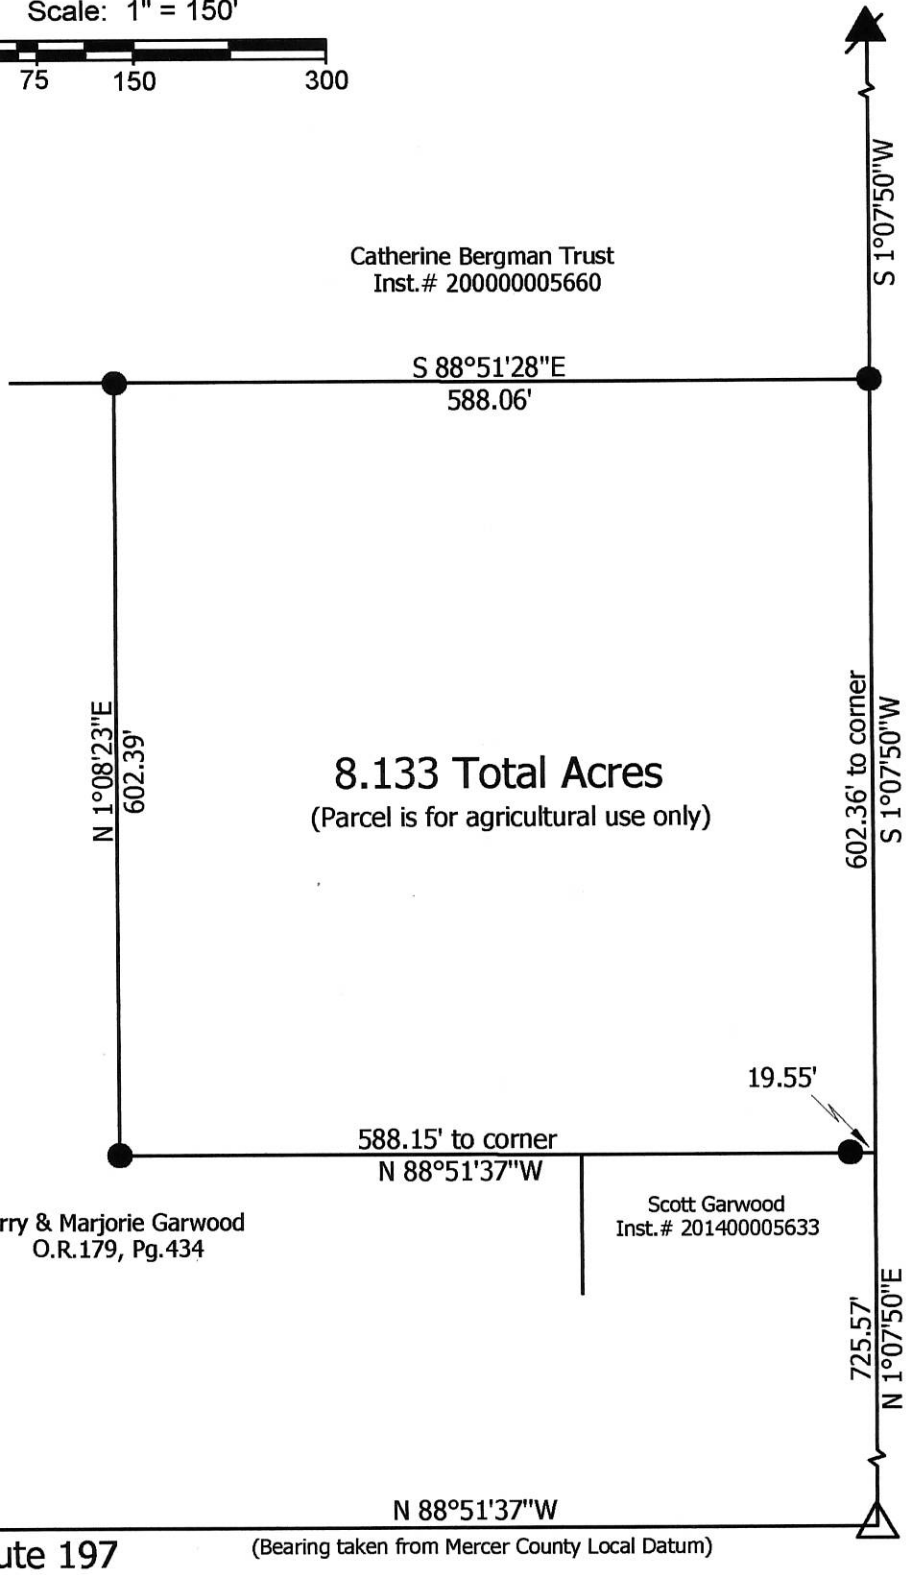 Scale: 1" = 150'
75 150 300
S 1°07'50"W
Catherine Bergman Trust
Inst.# 200000005660
S 88°51'28"E
588.06'
N 1°08'23"E
602.39'
602.36' to corner
S 1°07'50"W
8.133 Total Acres
(Parcel is for agricultural use only)
19.55'
588.15' to corner
N 88°51'37"W
rry & Marjorie Garwood
O.R.179, Pg.434
Scott Garwood
Inst.# 201400005633
725.57'
N 1°07'50"E
N 88°51'37"W
ute 197
(Bearing taken from Mercer County Local Datum)